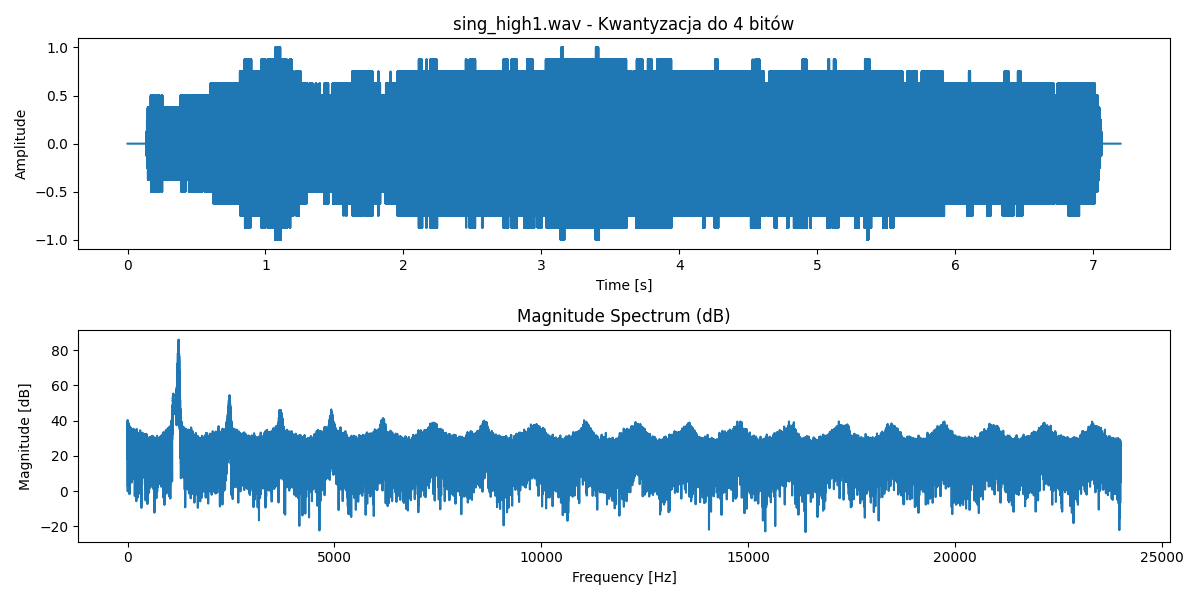 sing_high1.wav - Kwantyzacja do 4 bitów
1.0
0.5
0.0
−0.5
−1.0
Amplitude
0 1 2 3 4 5 6 7
Time [s]
Magnitude Spectrum (dB)
80
60
40
20
0
−20
Magnitude [dB]
0 5000 10000 15000 20000 25000
Frequency [Hz]